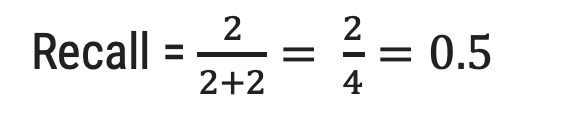 Recall = 2/(2+2) = 2/4 = 0.5